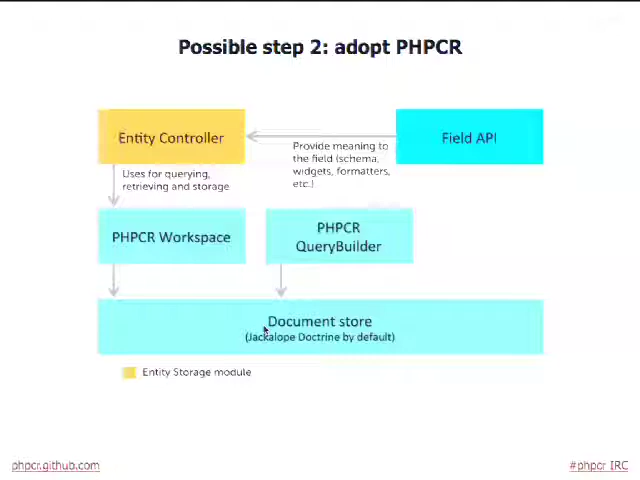 Possible step 2: adopt PHPCR
Entity Controller
Field API
Provide meaning to
the field (schema,
widgets, formatters,
etc.)
Uses for querying,
retrieving and storage
PHPCR Workspace
PHPCR
QueryBuilder
Document store
(Jackalope Doctrine by default)
Entity Storage module
phpcr.github.com
#phpcr IRC